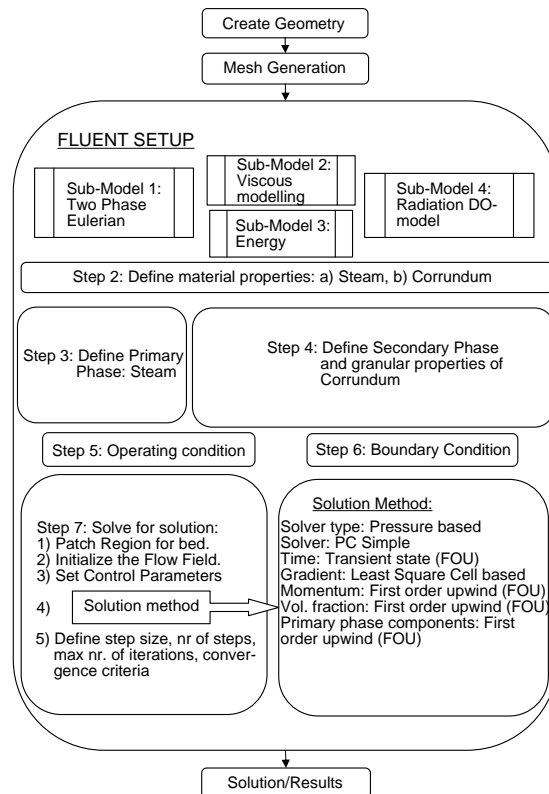 Create Geometry
Mesh Generation
FLUENT SETUP
Sub-Model 1:
Two Phase
Eulerian
Sub-Model 2:
Viscous
modelling
Sub-Model 3:
Energy
Sub-Model 4:
Radiation DO-
model
Step 2: Define material properties: a) Steam, b) Corrundum
Step 3: Define Primary
Phase: Steam
Step 4: Define Secondary Phase
and granular properties of
Corrundum
Step 5: Operating condition
Step 6: Boundary Condition
Step 7: Solve for solution:
1) Patch Region for bed.
2) Initialize the Flow Field.
3) Set Control Parameters
4)
Solution method
5) Define step size, nr of steps,
max nr. of iterations, conver-
gence criteria
Solution Method:
Solver type: Pressure based
Solver: PC Simple
Time: Transient state (FOU)
Gradient: Least Square Cell based
Momentum: First order upwind (FOU)
Vol. fraction: First order upwind (FOU)
Primary phase components: First
order upwind (FOU)
Solution/Results